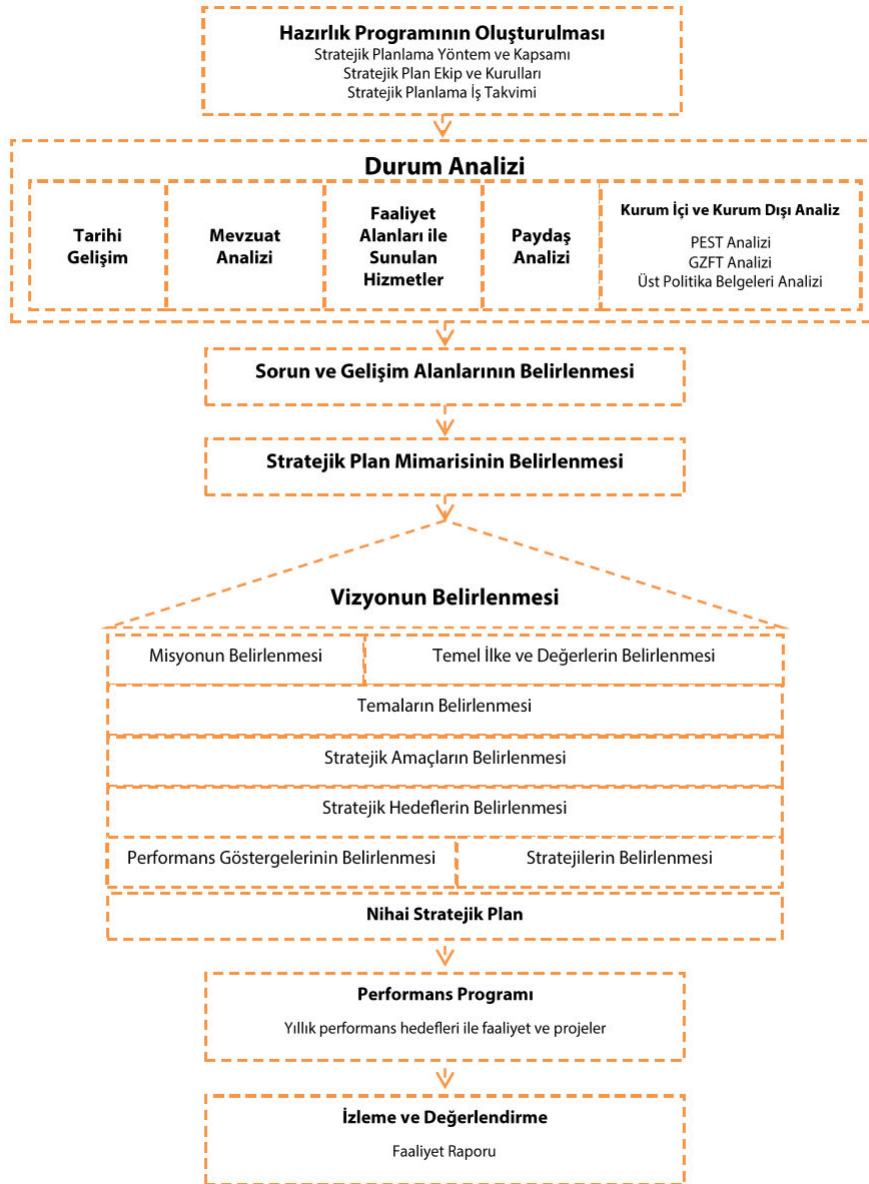 Hazırlık Programının Oluşturulması
Stratejik Planlama Yöntem ve Kapsamı
Stratejik Plan Ekip ve Kurulları
Stratejik Planlama İş Takvimi
Durum Analizi
Tarihi
Gelişim
Mevzuat
Analizi
Faaliyet
Alanları ile
Sunulan
Hizmetler
Paydaş
Analizi
Kurum İçi ve Kurum Dışı Analiz
PEST Analizi
GZFT Analizi
Üst Politika Belgeleri Analizi
Sorun ve Gelişim Alanlarının Belirlenmesi
Stratejik Plan Mimarisinin Belirlenmesi
Vizyonun Belirlenmesi
Misyonun Belirlenmesi
Temel İlke ve Değerlerin Belirlenmesi
Temaların Belirlenmesi
Stratejik Amaçların Belirlenmesi
Stratejik Hedeflerin Belirlenmesi
Performans Göstergelerinin Belirlenmesi
Stratejilerin Belirlenmesi
Nihai Stratejik Plan
Performans Programı
Yıllık performans hedefleri ile faaliyet ve projeler
İzleme ve Değerlendirme
Faaliyet Raporu